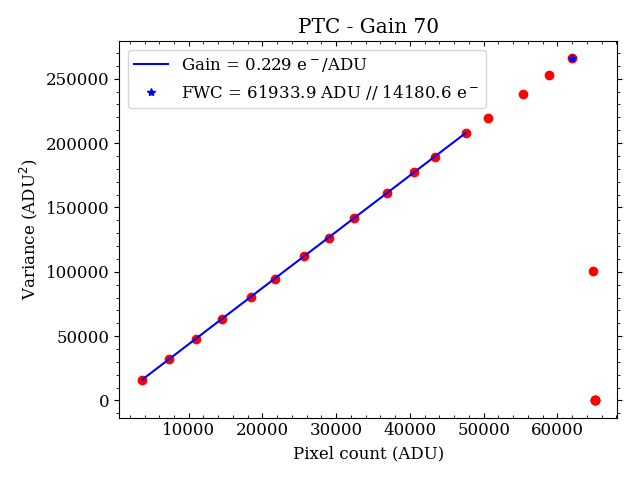 PTC - Gain 70
Gain = 0.229 e⁻/ADU
FWC = 61933.9 ADU // 14180.6 e⁻
Variance (ADU²)
250000
200000
150000
100000
50000
0
10000 20000 30000 40000 50000 60000
Pixel count (ADU)